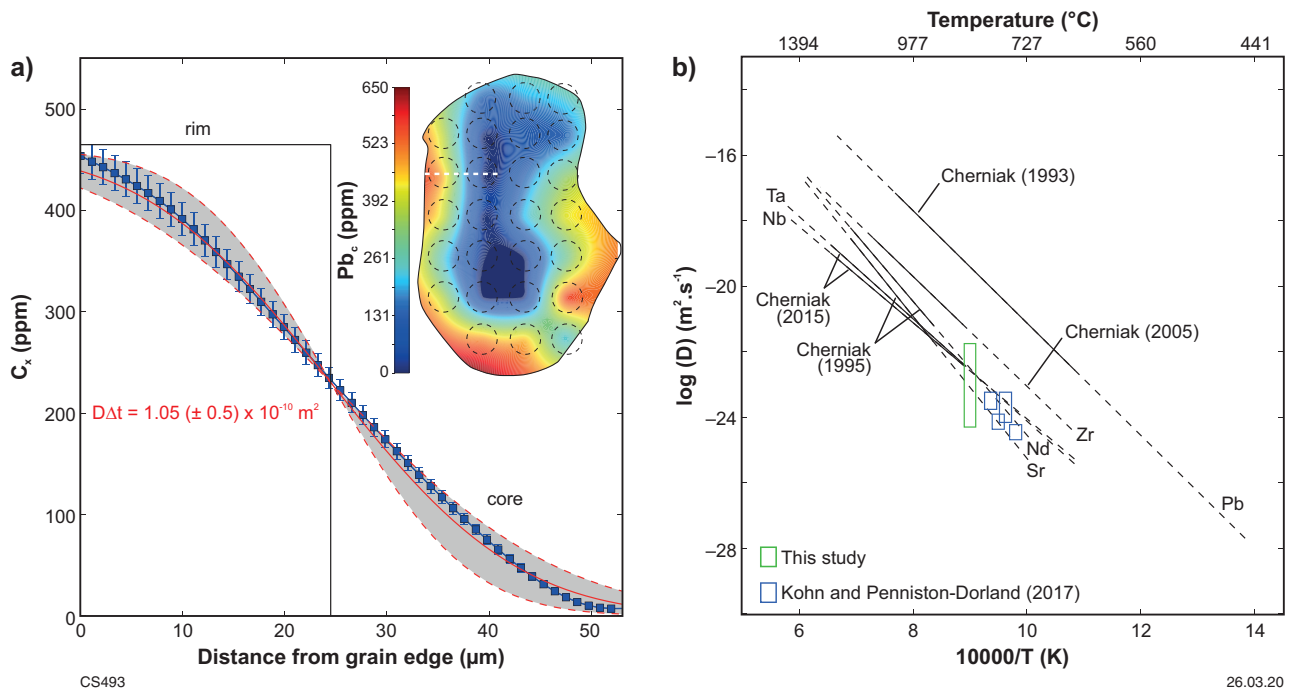 a)
550
500
400
300
200
100
0
C_x (ppm)
rim
core
DΔt = 1.05 (± 0.5) x 10⁻¹⁰ m²
650
523
392
261
131
0
Pb_c (ppm)
0
10
20
30
40
50
Distance from grain edge (µm)
CS493
b)
Temperature (°C)
1394
977
727
560
441
–16
–20
–24
–28
log (D) (m².s⁻¹)
Ta
Nb
Cherniak (1993)
Cherniak
(2015)
Cherniak
(1995)
Cherniak (2005)
Zr
Nd
Sr
Pb
This study
Kohn and Penniston-Dorland (2017)
6
8
10
12
14
10000/T (K)
26.03.20